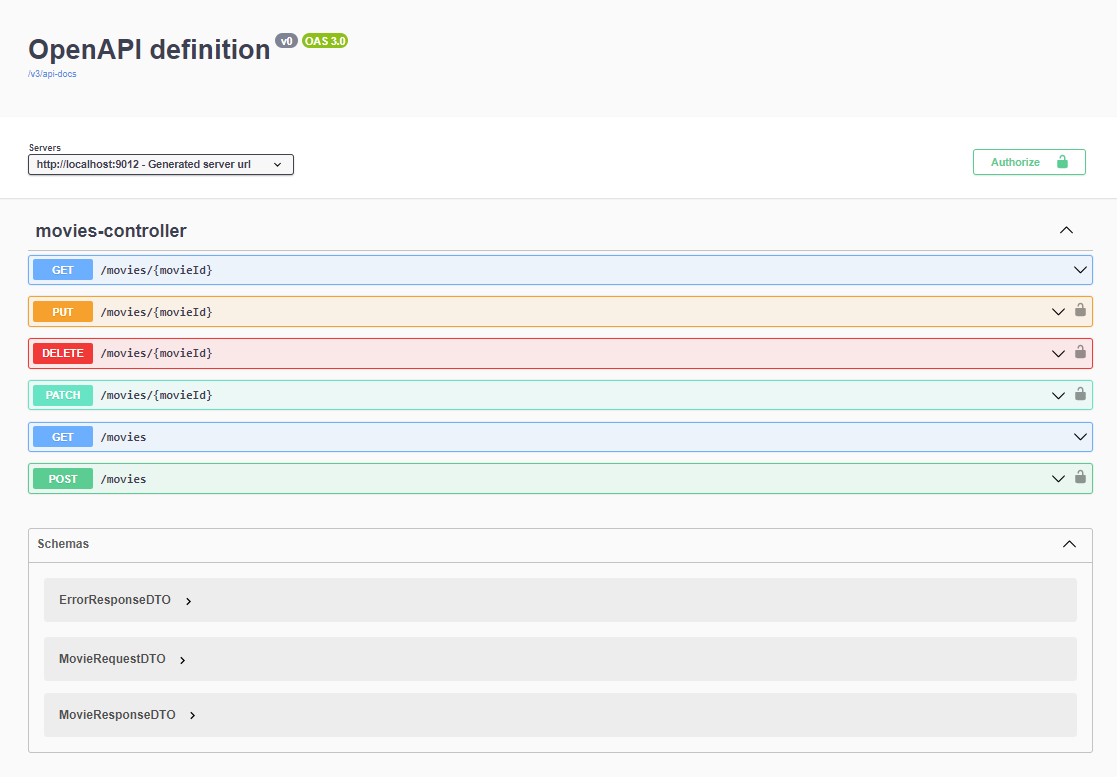 OpenAPI definition v0 OAS 3.0
/v3/api-docs
Servers
http://localhost:9012 - Generated server url
Authorize
movies-controller
GET /movies/{movieId}
PUT /movies/{movieId}
DELETE /movies/{movieId}
PATCH /movies/{movieId}
GET /movies
POST /movies
Schemas
ErrorResponseDTO
MovieRequestDTO
MovieResponseDTO